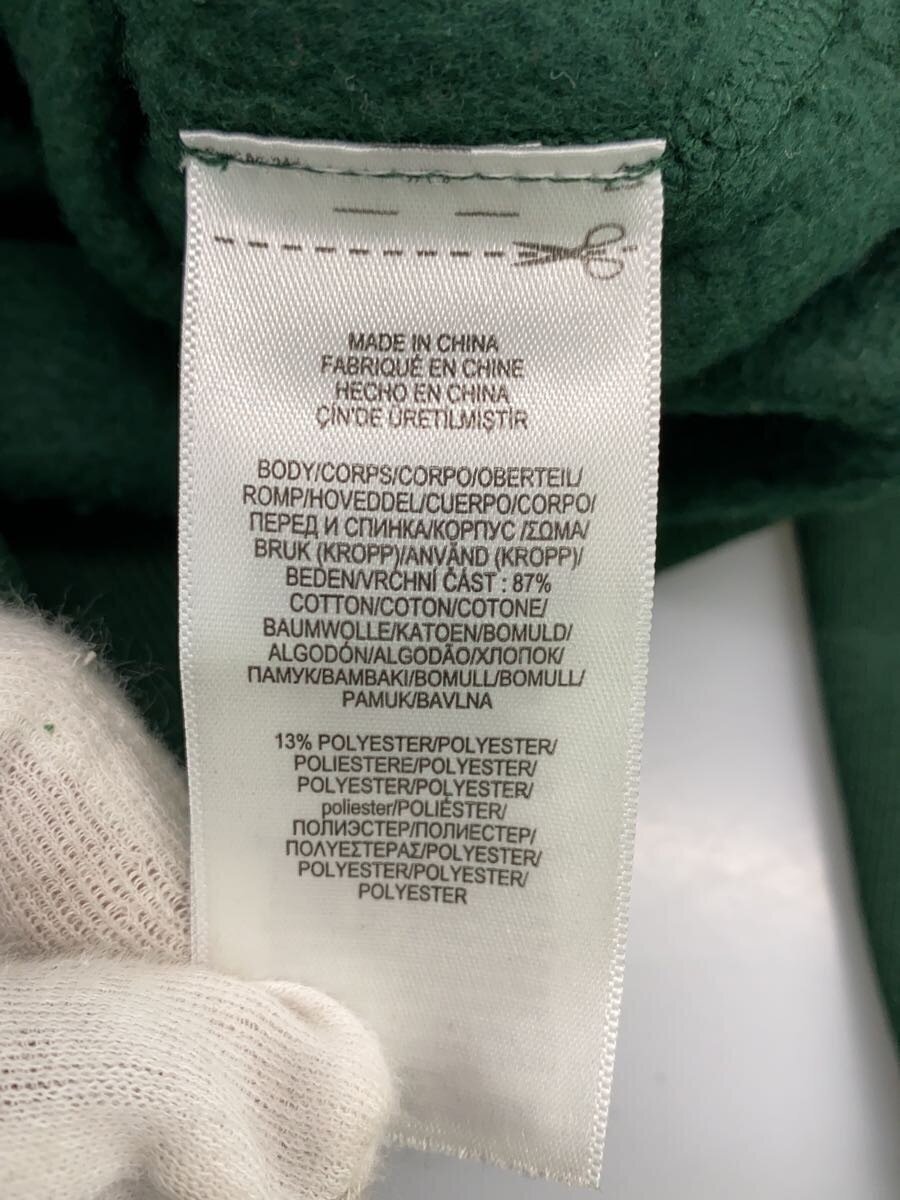 MADE IN CHINA
FABRIQUÉ EN CHINE
HECHO EN CHINA
ÇİN'DE ÜRETİLMİŞTİR
BODY/CORPS/CORPO/OBERTEIL/
ROMP/HOVEDDEL/CUERPO/CORPO/
ПЕРЕД И СПИНКА/КОРПУС /ΣΩΜΑ/
BRUK (KROPP)/ANVÄND (KROPP)/
BEDEN/VRCHNÍ ČÁST : 87%
COTTON/COTON/COTONE/
BAUMWOLLE/KATOEN/BOMULD/
ALGODÓN/ALGODÃO/ХЛОПОК/
ПАМУК/ΒΑΜΒΑΚΙ/BOMULL/BOMULL/
PAMUK/BAVLNA
13% POLYESTER/POLYESTER/
POLIESTERE/POLYESTER/
POLYESTER/POLYESTER/
poliester/POLIÉSTER/
ПОЛИЭСТЕР/ПОЛИЕСТЕР/
ΠΟΛΥΕΣΤΕΡΑΣ/POLYESTER/
POLYESTER/POLYESTER/
POLYESTER